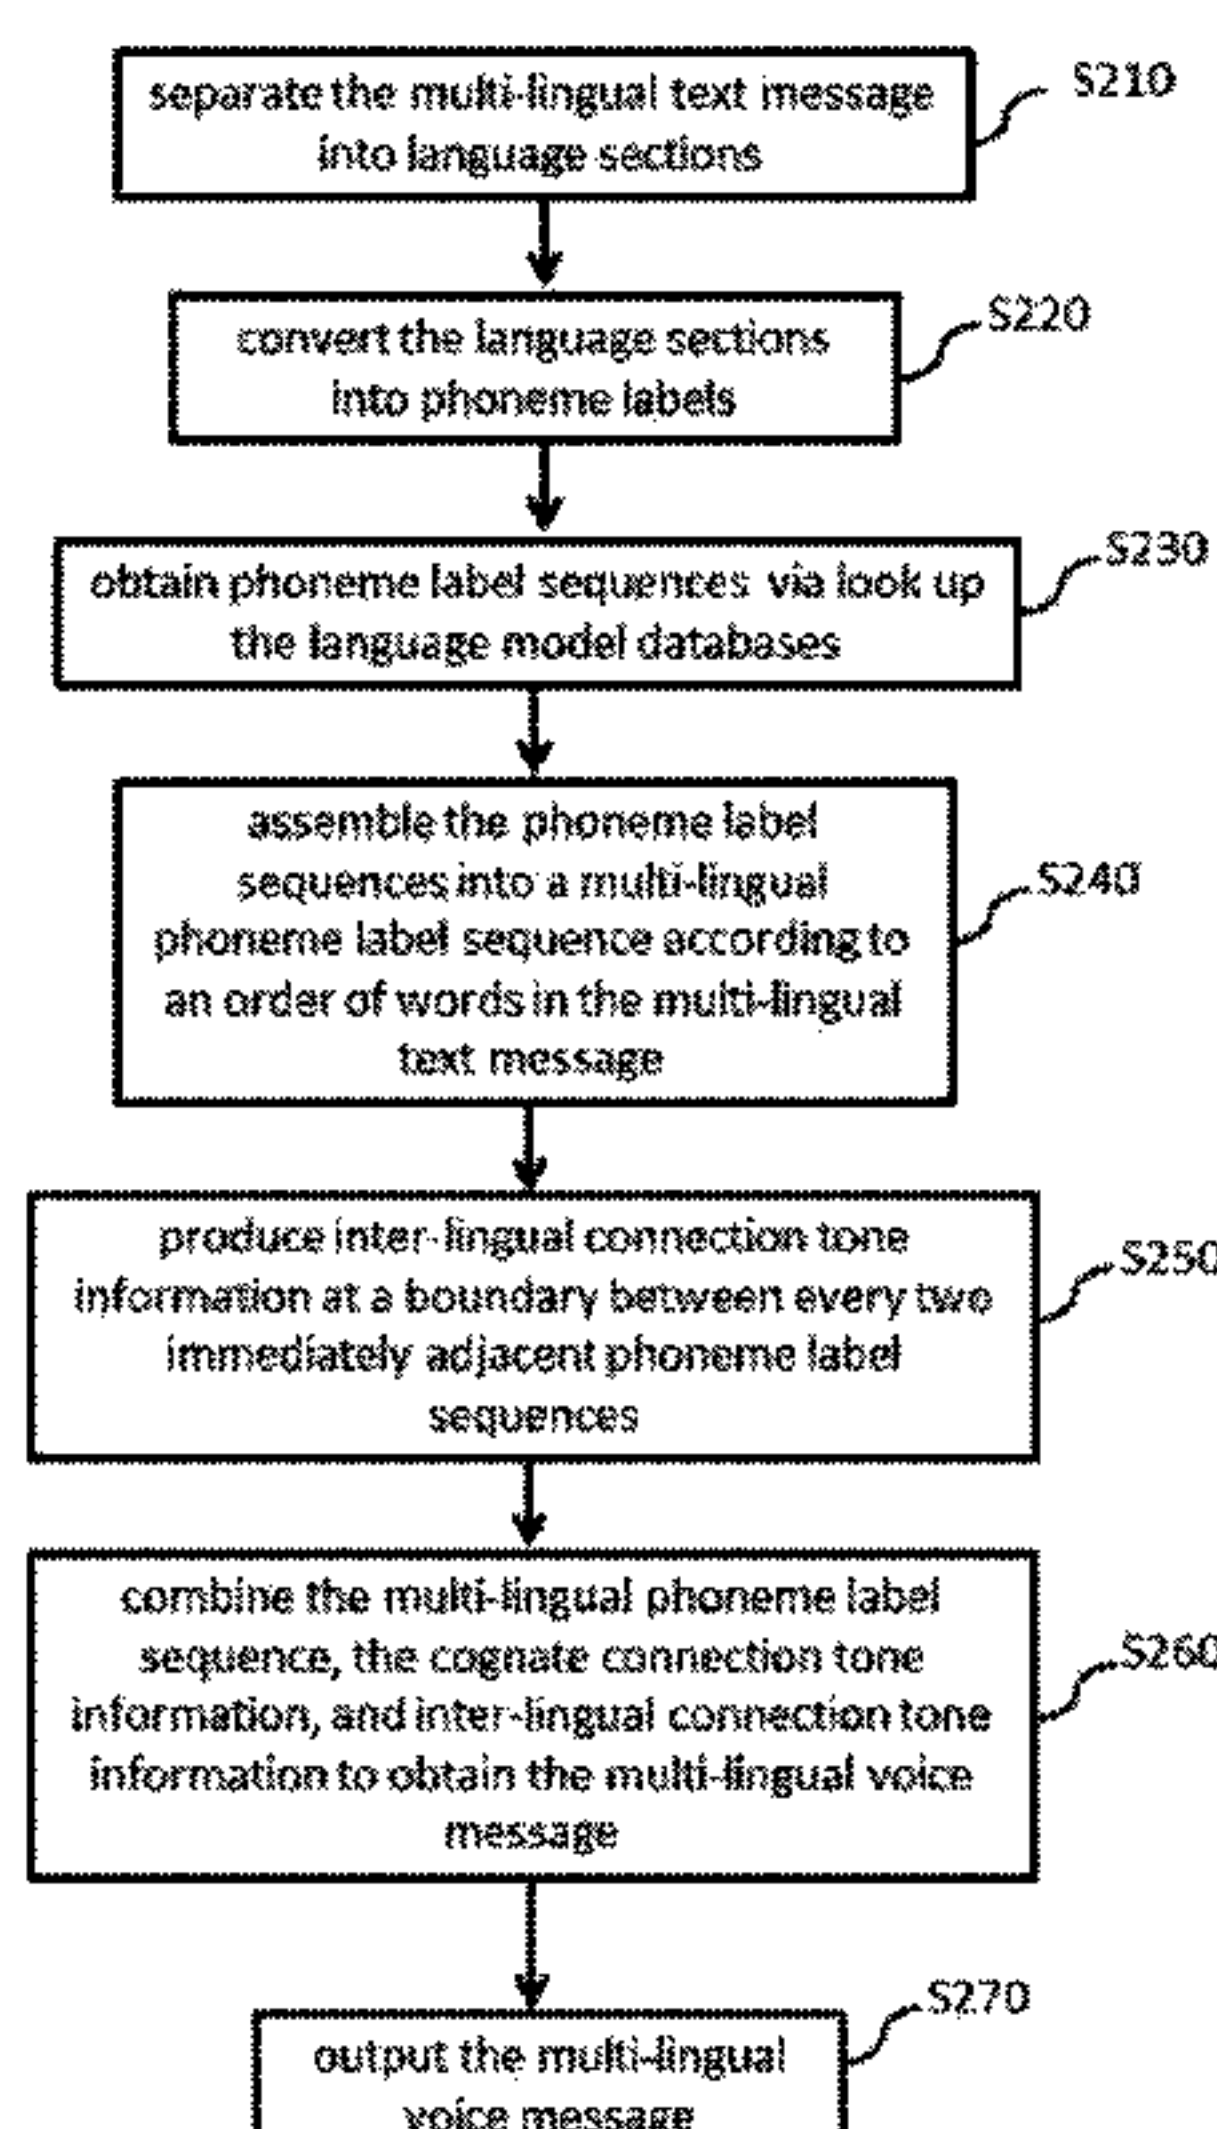 separate the multi-lingual text message
into language sections
S210
convert the language sections
into phoneme labels
S220
obtain phoneme label sequences via look up
the language model databases
S230
assemble the phoneme label
sequences into a multi-lingual
phoneme label sequence according to
an order of words in the multi-lingual
text message
S240
produce inter-lingual connection tone
information at a boundary between every two
immediately adjacent phoneme label
sequences
S250
combine the multi-lingual phoneme label
sequence, the cognate connection tone
information, and inter-lingual connection tone
information to obtain the multi-lingual voice
message
S260
output the multi-lingual
voice message
S270